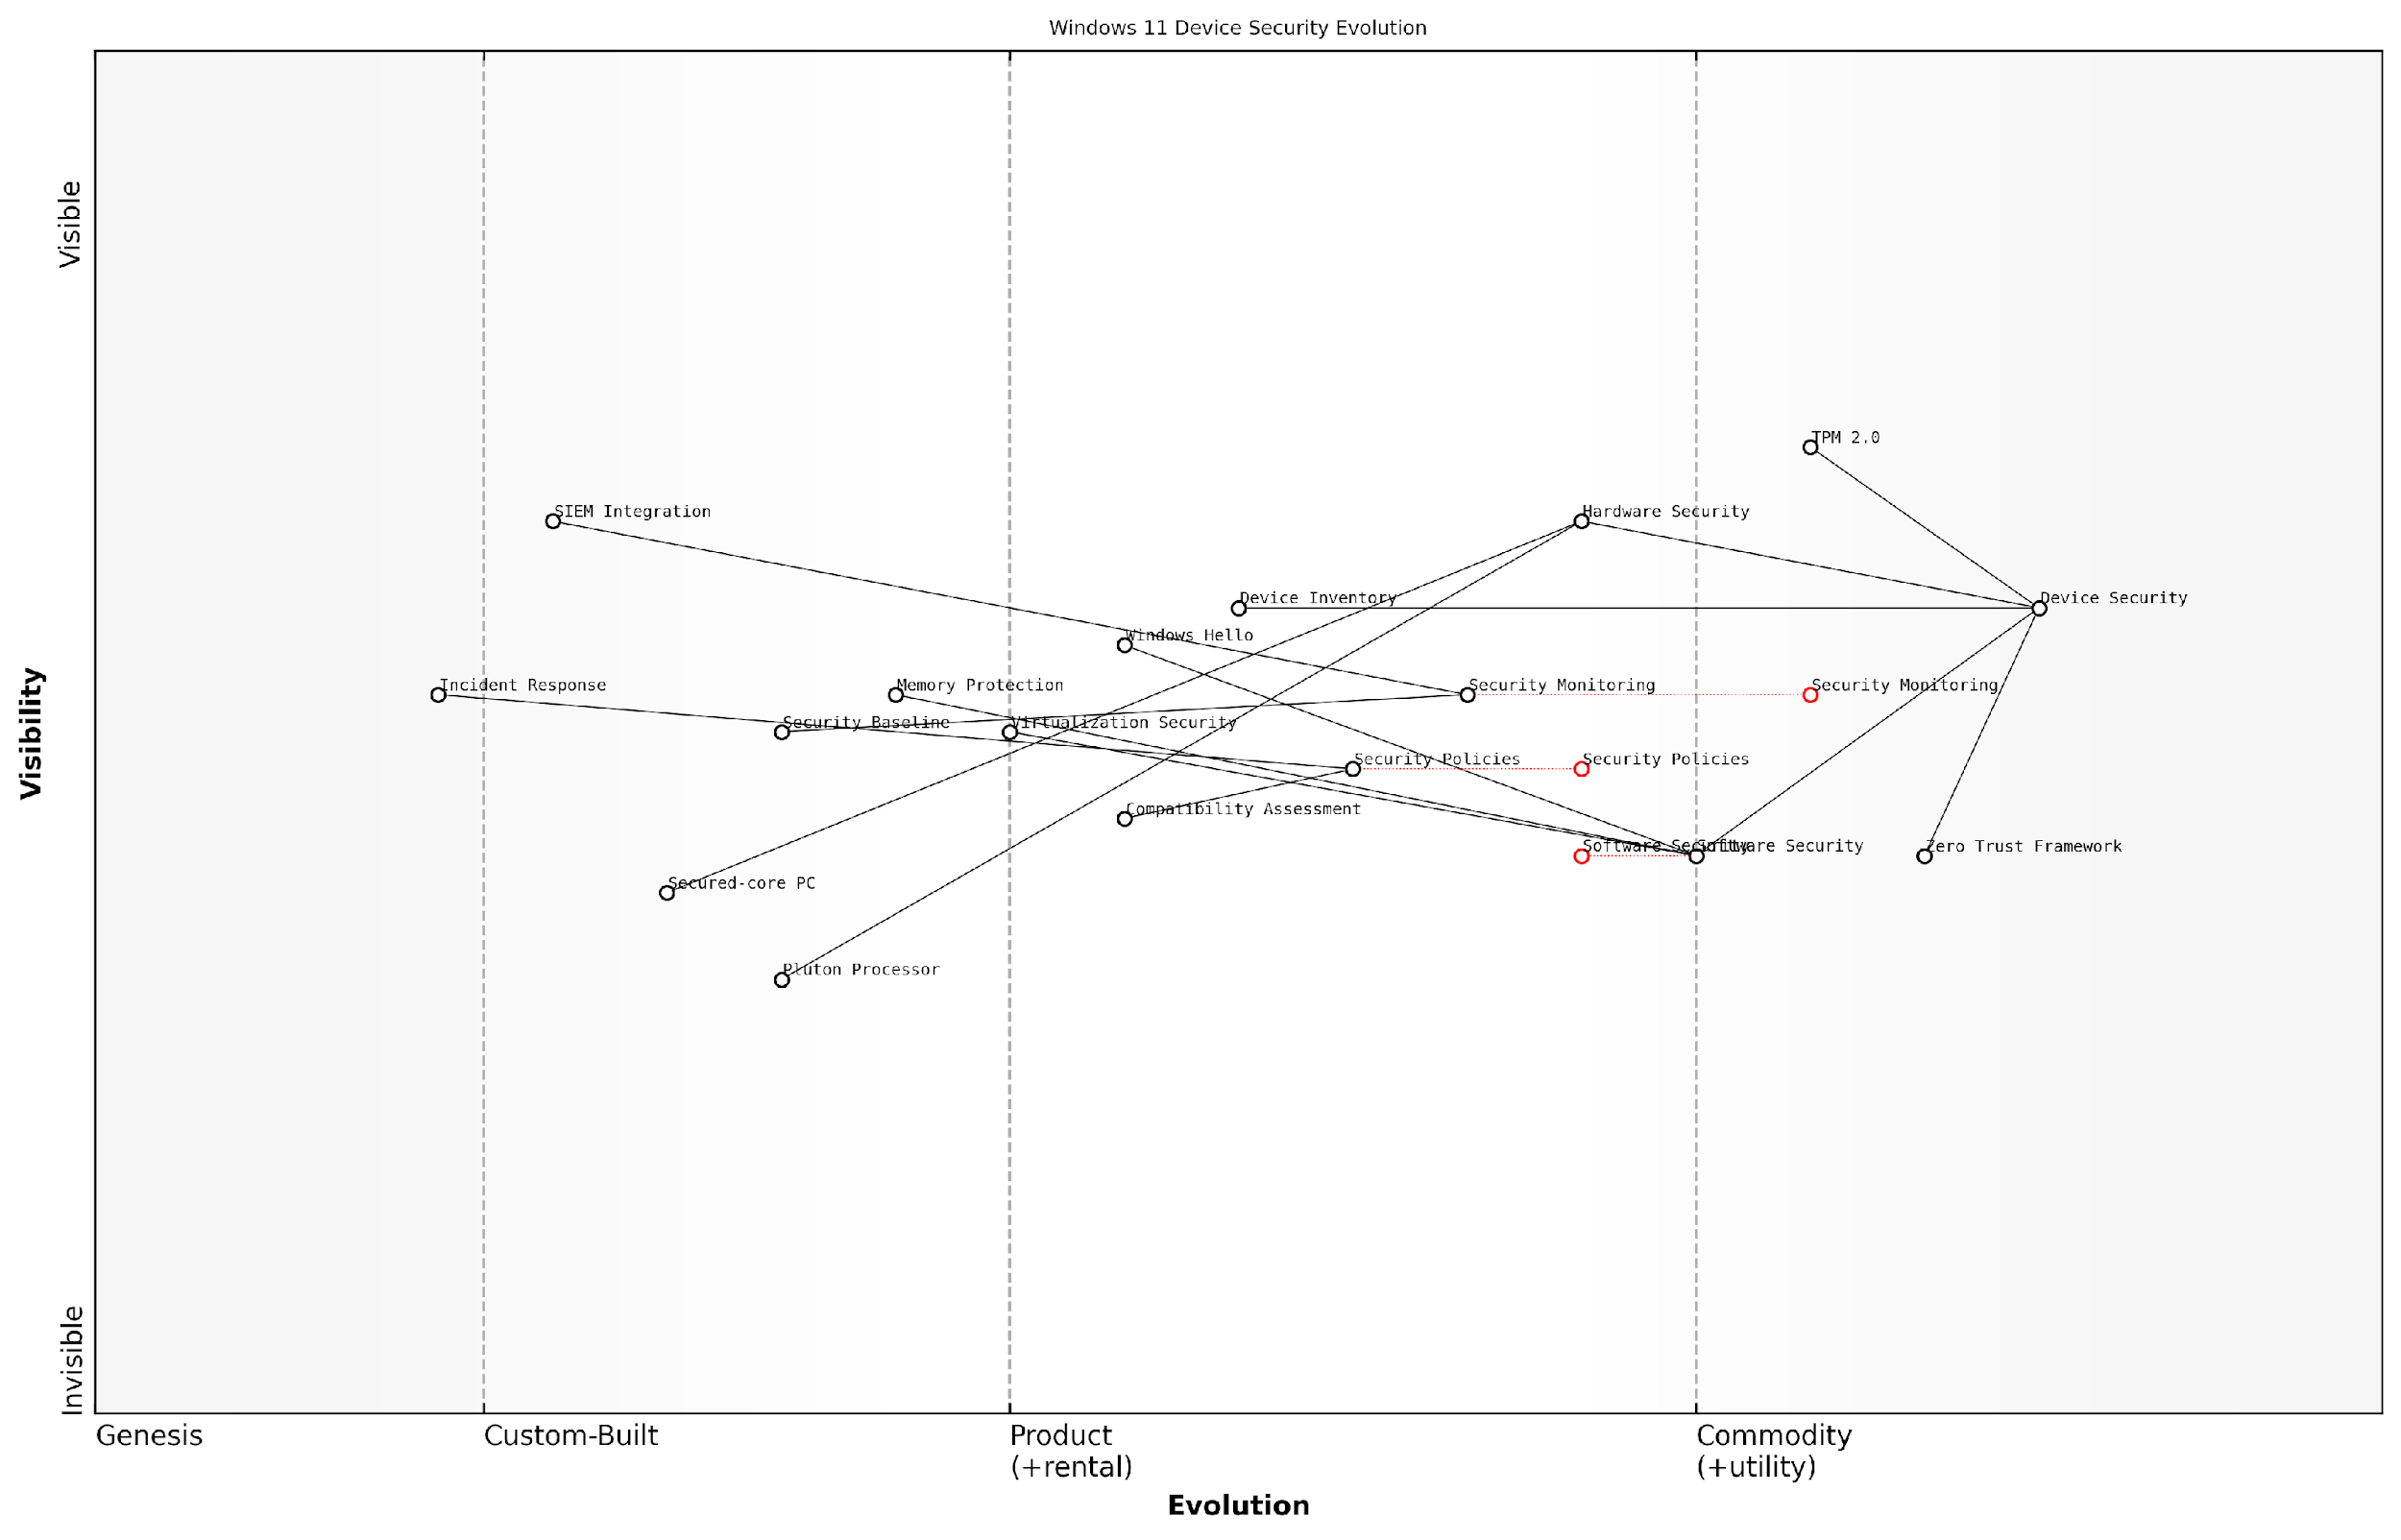 Windows 11 Device Security Evolution
Visible
TPM 2.0
SIEM Integration
Hardware Security
Device Inventory
Device Security
Windows Hello
Incident Response
Memory Protection
Security Monitoring
Security Monitoring
Security Baseline
Virtualization Security
Security Policies
Security Policies
Compatibility Assessment
Software Security
Software Security
Zero Trust Framework
Secured-core PC
Pluton Processor
Visibility
Invisible
Genesis
Custom-Built
Product
(+rental)
Commodity
(+utility)
Evolution